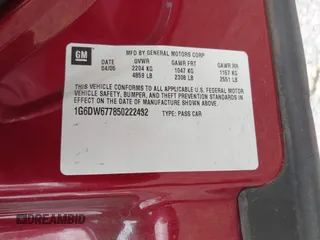 GM
MFD BY GENERAL MOTORS CORP
DATE GVWR GAWR FRT GAWR RR
04/05 2204 KG 1047 KG 1157 KG
4859 LB 2308 LB 2551 LB
THIS VEHICLE CONFORMS TO ALL APPLICABLE U.S. FEDERAL MOTOR
VEHICLE SAFETY, BUMPER, AND THEFT PREVENTION STANDARDS IN
EFFECT ON THE DATE OF MANUFACTURE SHOWN ABOVE.
1G6DW677850222492 TYPE: PASS CAR
DREAMBID